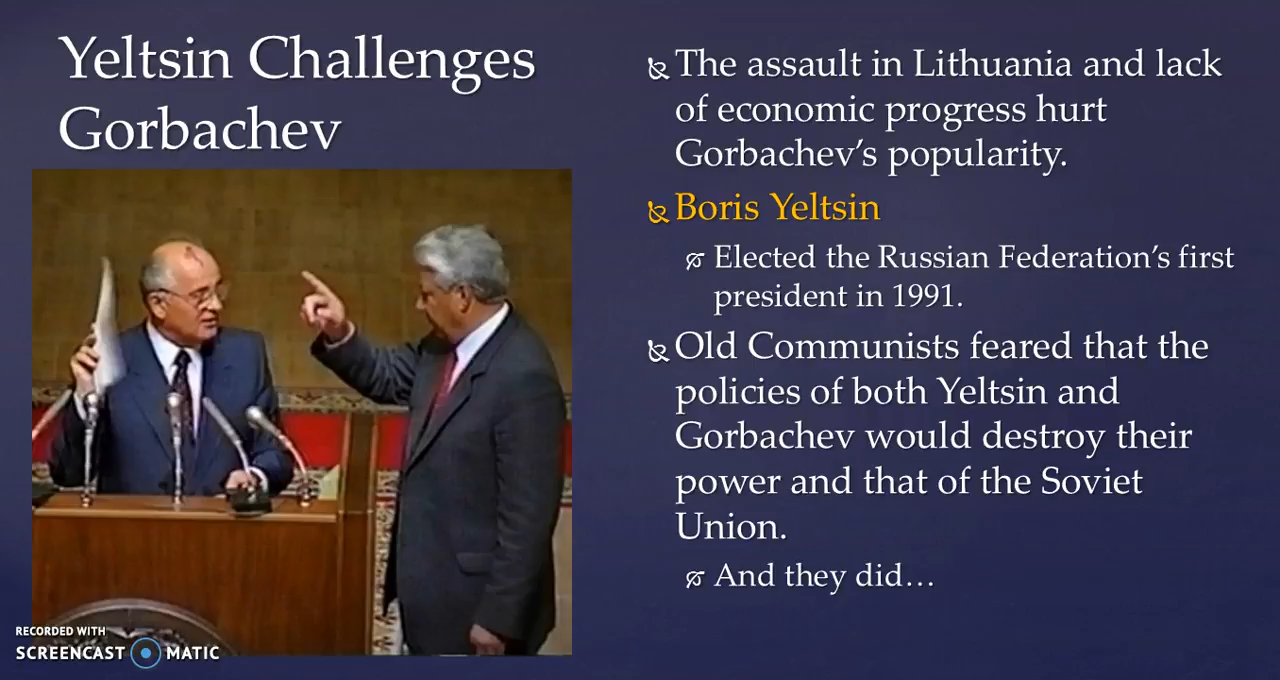 Yeltsin Challenges
Gorbachev
The assault in Lithuania and lack
of economic progress hurt
Gorbachev’s popularity.
Boris Yeltsin
Elected the Russian Federation’s first
president in 1991.
Old Communists feared that the
policies of both Yeltsin and
Gorbachev would destroy their
power and that of the Soviet
Union.
And they did…
RECORDED WITH
SCREENCAST MATIC